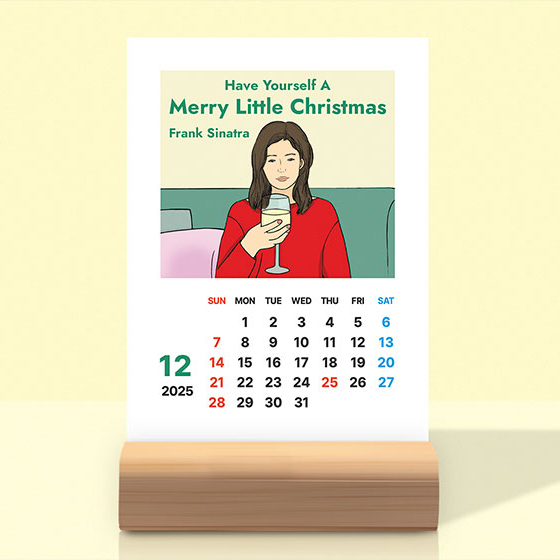 Have Yourself A
Merry Little Christmas
Frank Sinatra
SUN MON TUE WED THU FRI SAT
1 2 3 4 5 6
7 8 9 10 11 12 13
14 15 16 17 18 19 20
21 22 23 24 25 26 27
28 29 30 31
12
2025